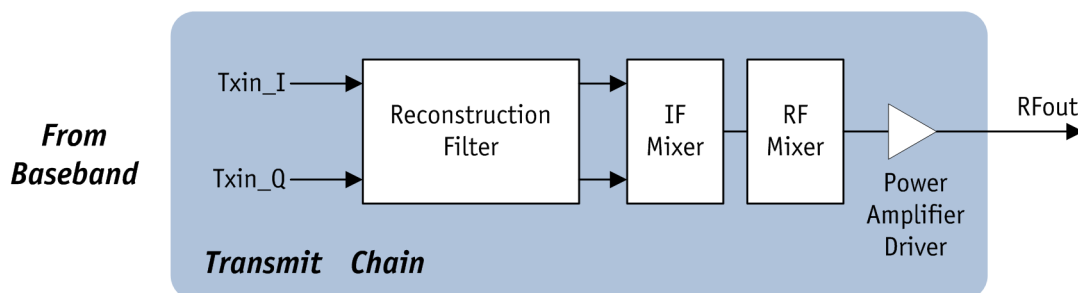 From
Baseband
Txin_I
Txin_Q
Reconstruction
Filter
IF
Mixer
RF
Mixer
Power
Amplifier
Driver
RFout
Transmit Chain